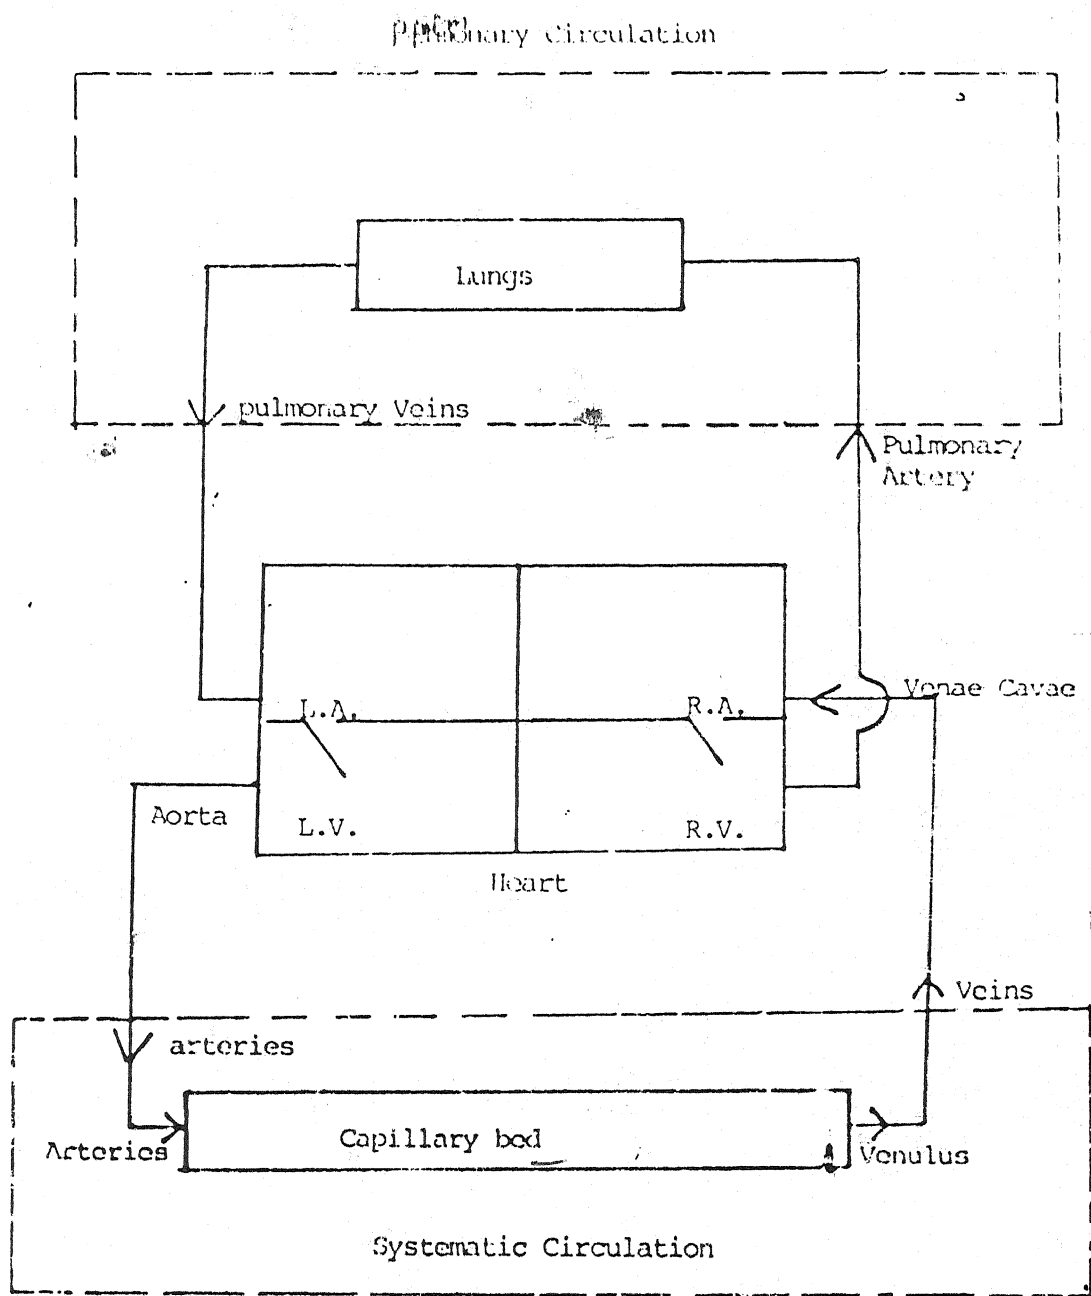 Circulation
Lungs
pulmonary Veins
Pulmonary
Artery
Venae Cavae
L.A.
R.A.
Aorta
L.V.
R.V.
Heart
Veins
arteries
Capillary bed
Arteries
Venulus
Systematic Circulation